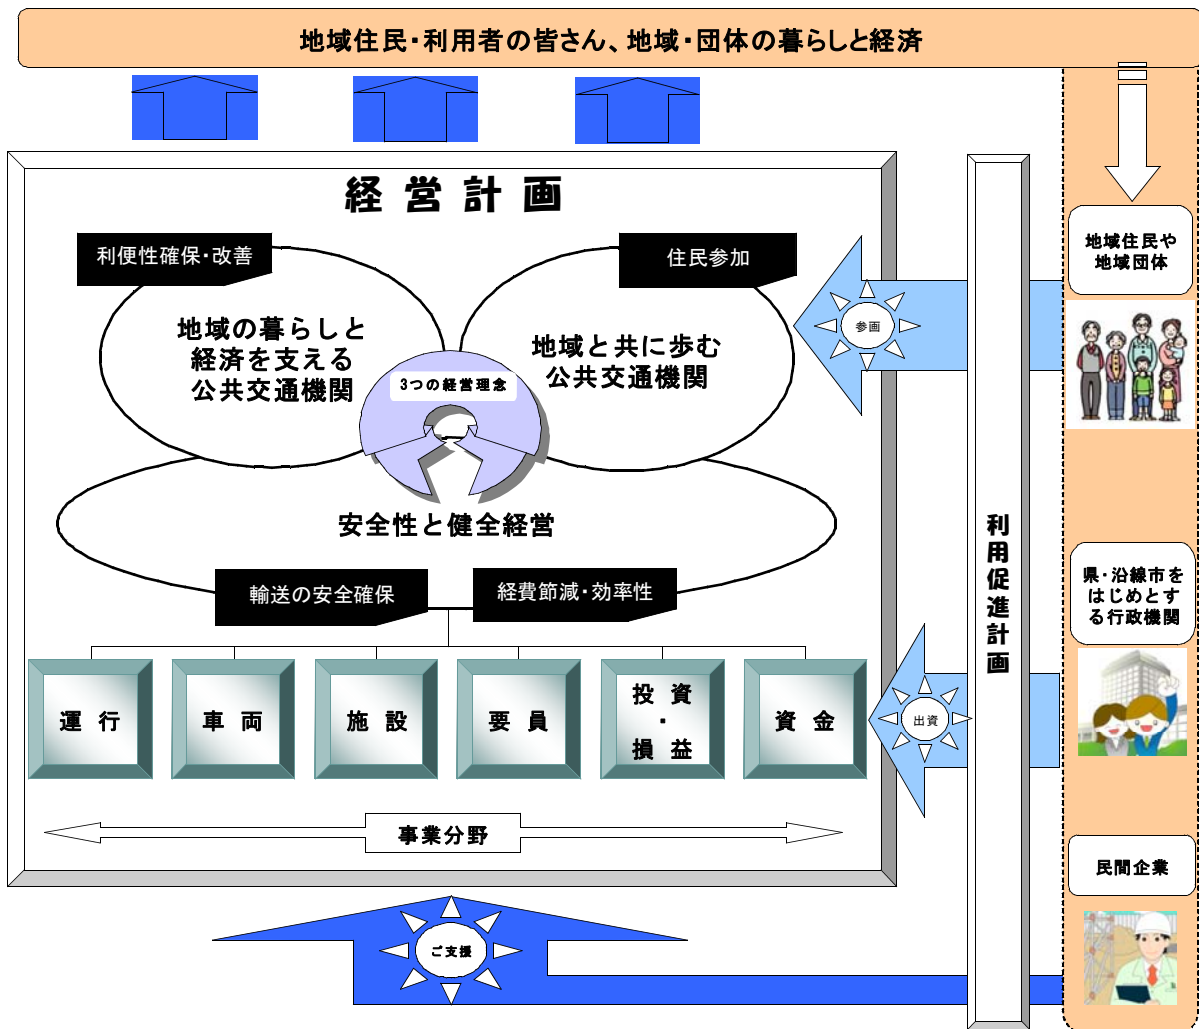 地域住民・利用者の皆さん、地域・団体の暮らしと経済
経営計画
利便性確保・改善
住民参加
地域の暮らしと
経済を支える
公共交通機関
地域と共に歩む
公共交通機関
3つの経営理念
安全性と健全経営
輸送の安全確保
経費節減・効率性
運行
車両
施設
要員
投資
・
損益
資金
事業分野
参画
出資
ご支援
利用促進計画
地域住民や
地域団体
県・沿線市を
はじめとす
る行政機関
民間企業